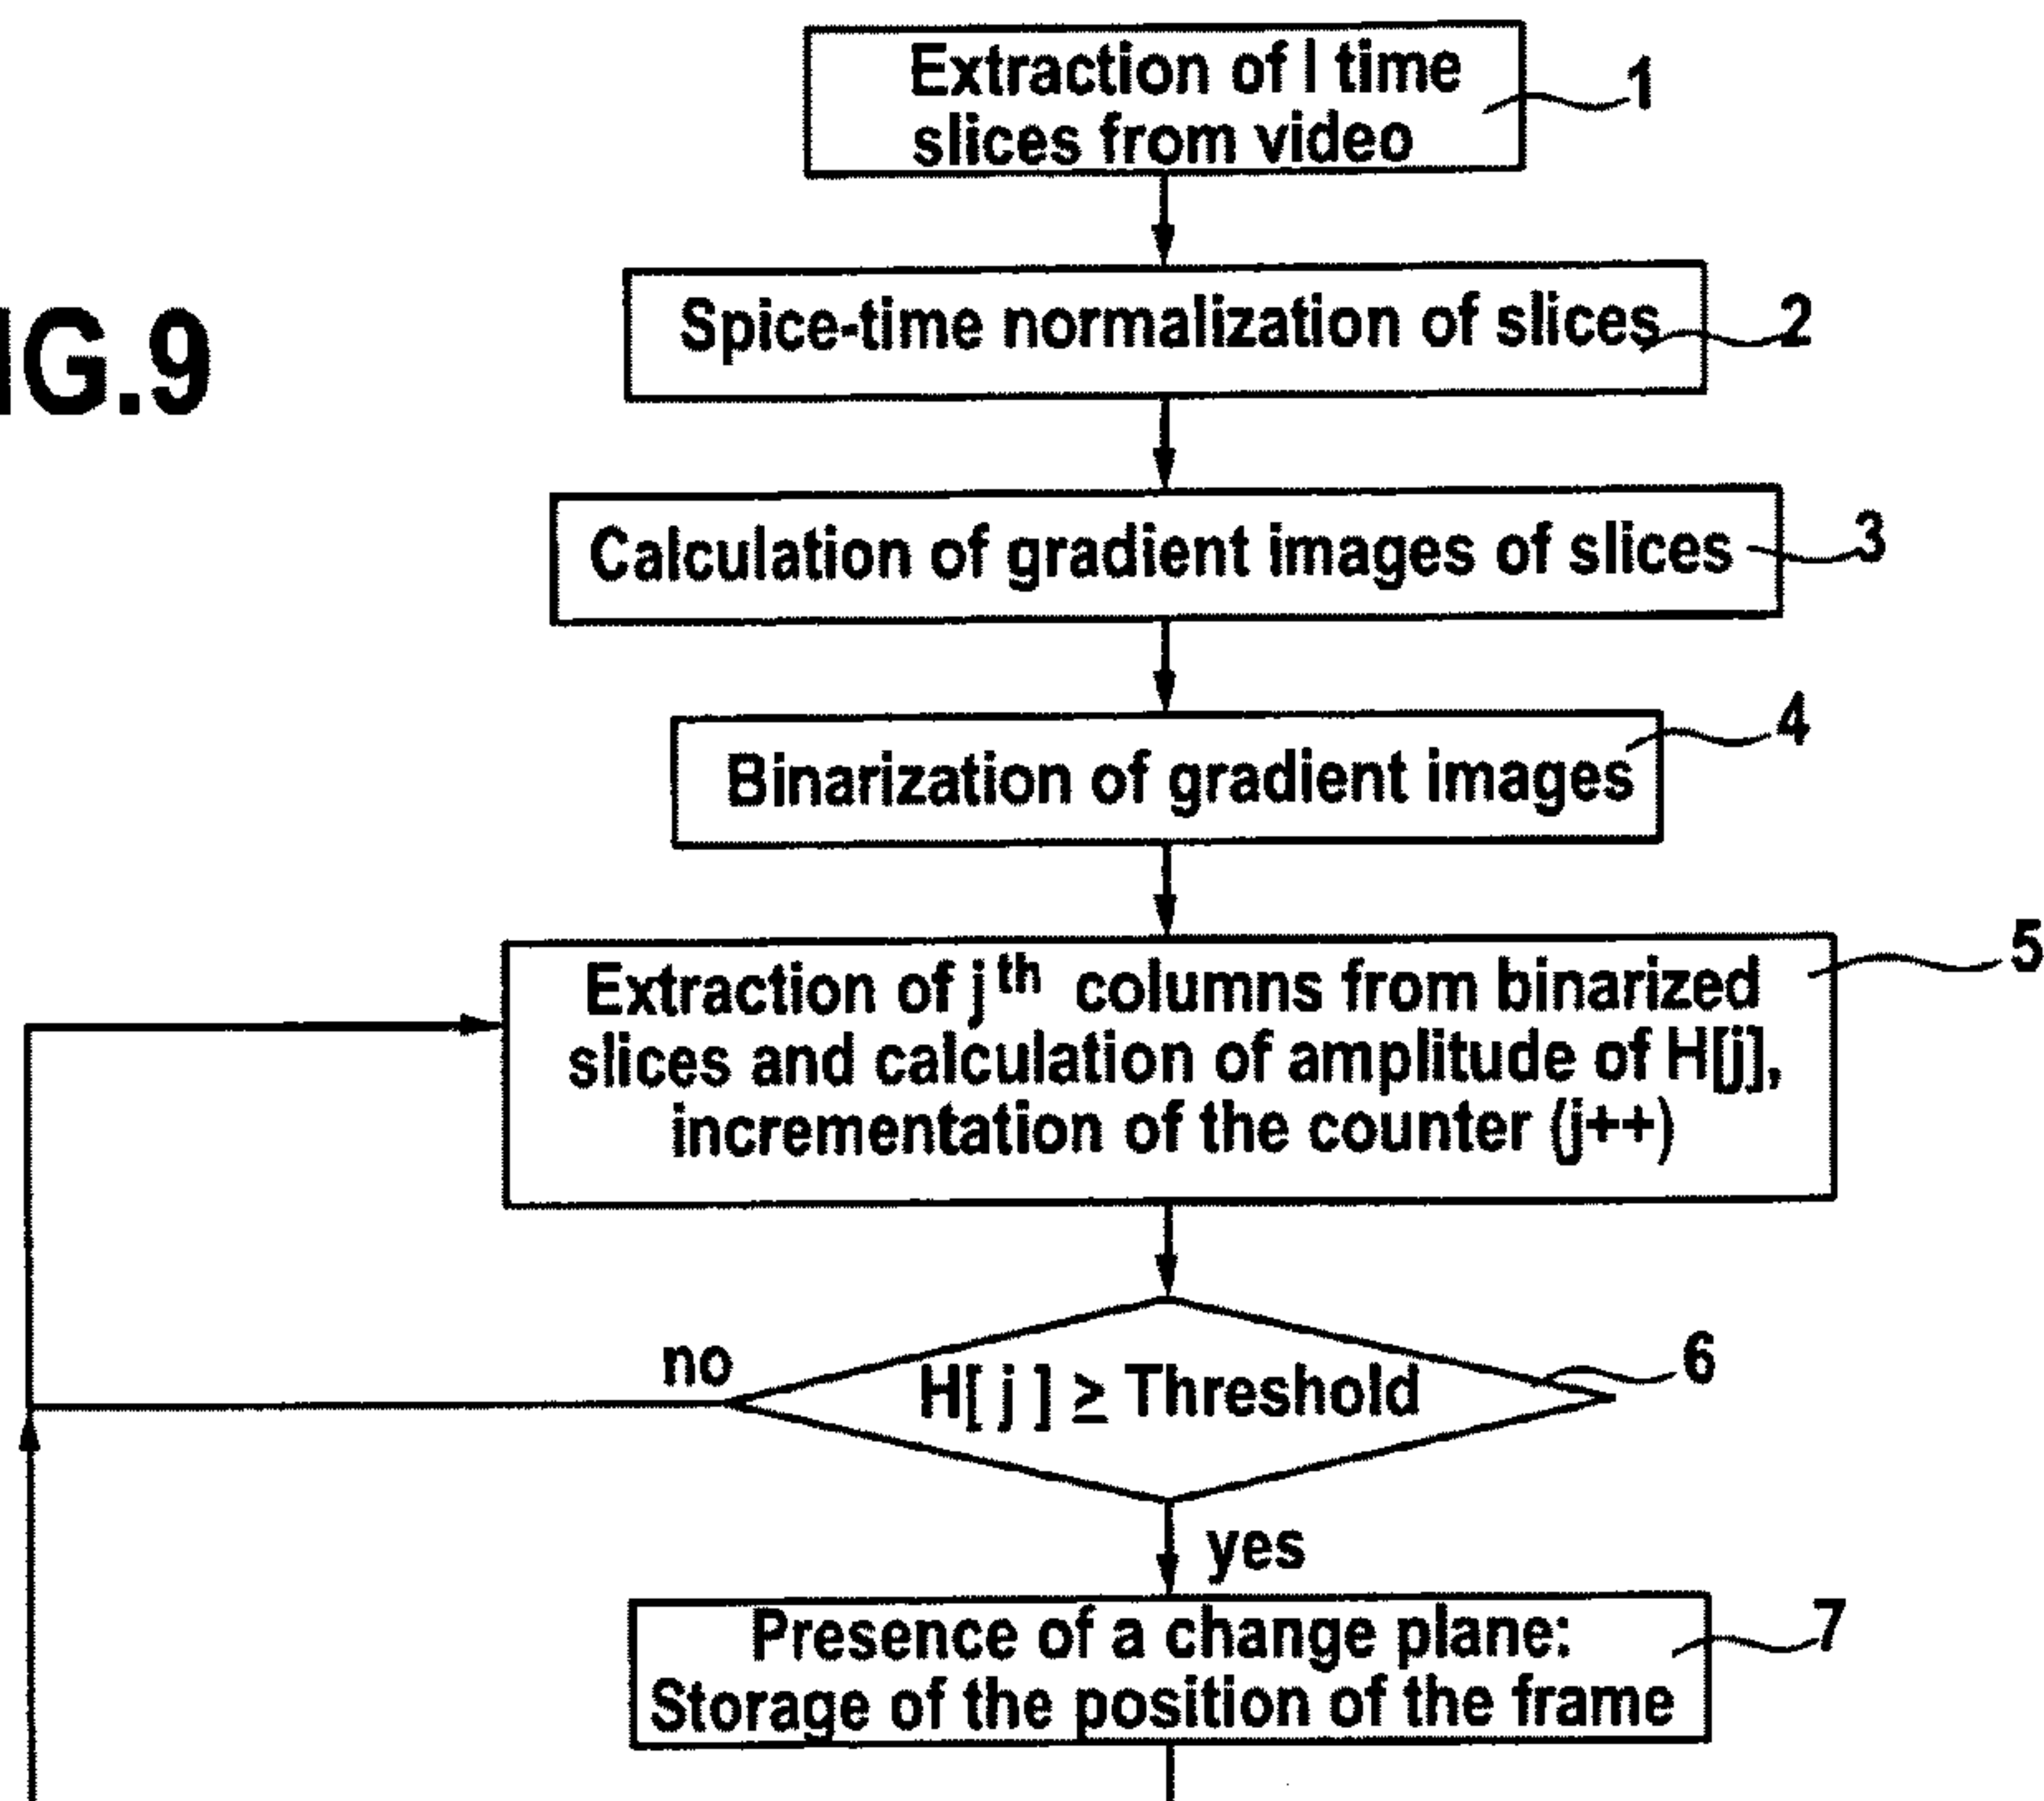 Extraction of I time
slices from video
1
Spice-time normalization of slices
2
IG.9
Calculation of gradient images of slices
3
Binarization of gradient images
4
Extraction of jth columns from binarized
slices and calculation of amplitude of H[j],
incrementation of the counter (j++)
5
no
H[ j ] ≥ Threshold
6
yes
Presence of a change plane:
Storage of the position of the frame
7